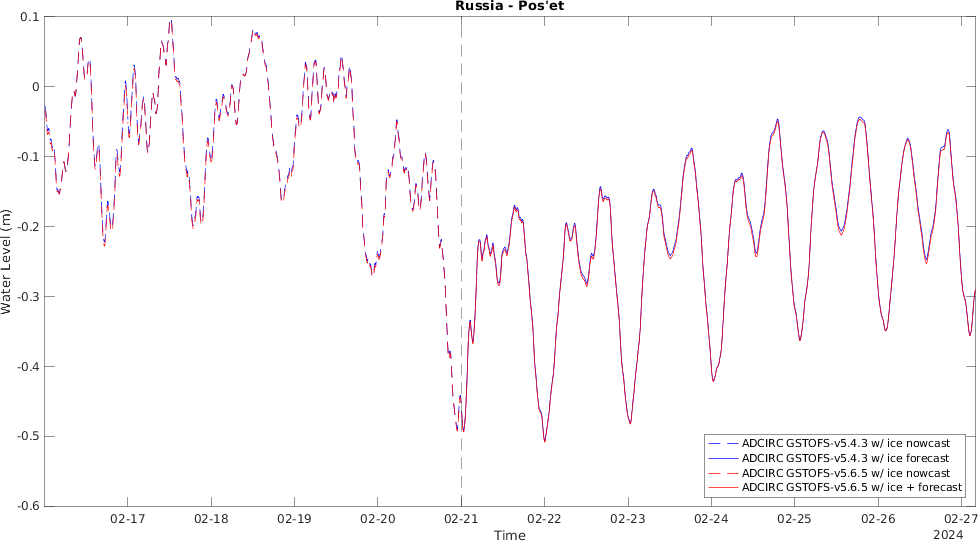 Russia - Pos'et
0.1
0
-0.1
-0.2
-0.3
-0.4
-0.5
-0.6
Water Level (m)
02-17
02-18
02-19
02-20
02-21
02-22
02-23
02-24
02-25
02-26
02-27
Time
2024
ADCIRC GSTOFS-v5.4.3 w/ ice nowcast
ADCIRC GSTOFS-v5.4.3 w/ ice forecast
ADCIRC GSTOFS-v5.6.5 w/ ice nowcast
ADCIRC GSTOFS-v5.6.5 w/ ice + forecast